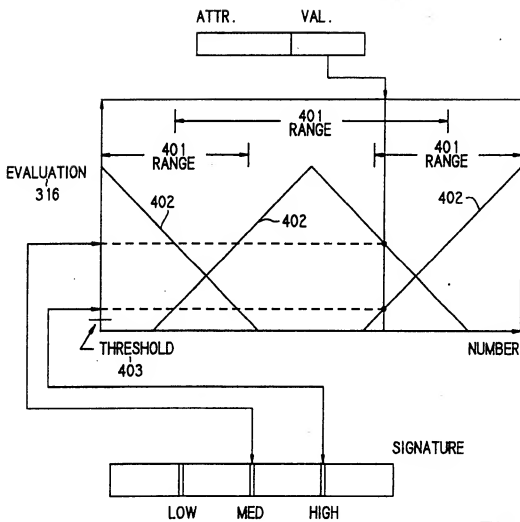 ATTR. VAL.
401
RANGE
401
RANGE
401
RANGE
EVALUATION
316
402
402
402
THRESHOLD
403
NUMBER
SIGNATURE
LOW MED HIGH